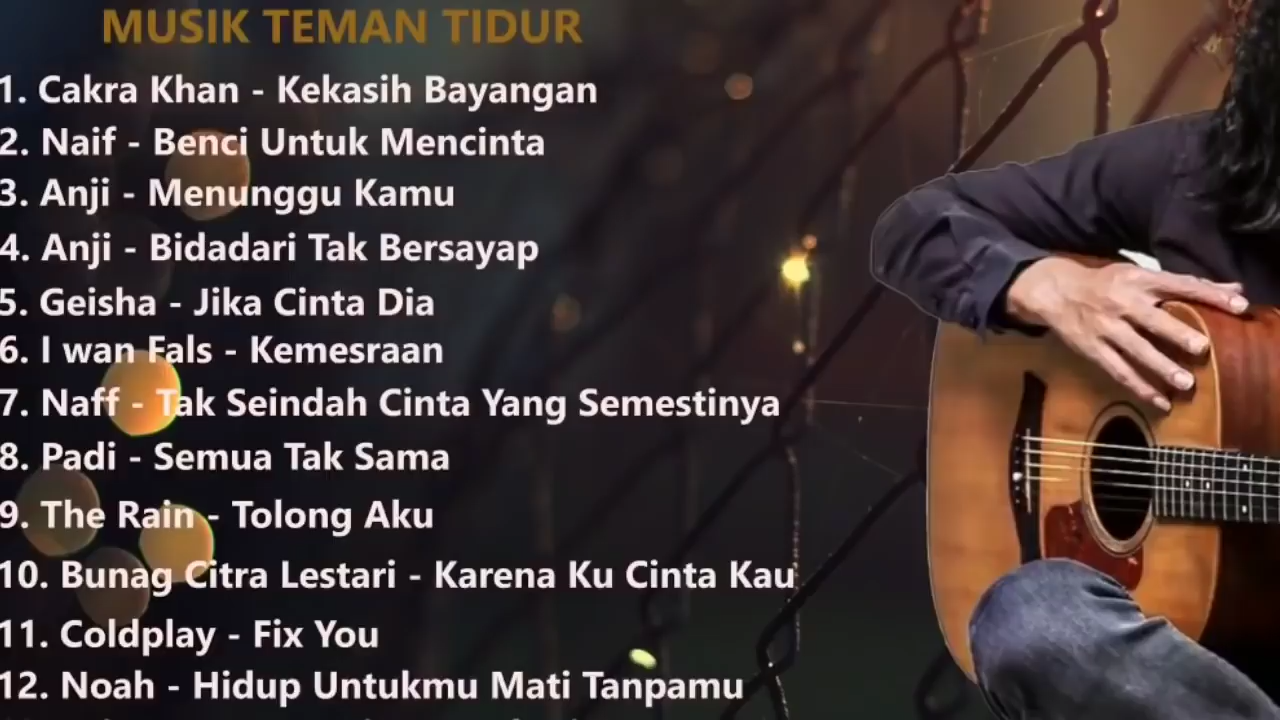 MUSIK TEMAN TIDUR
1. Cakra Khan - Kekasih Bayangan
2. Naif - Benci Untuk Mencinta
3. Anji - Menunggu Kamu
4. Anji - Bidadari Tak Bersayap
5. Geisha - Jika Cinta Dia
6. I wan Fals - Kemesraan
7. Naff - Tak Seindah Cinta Yang Semestinya
8. Padi - Semua Tak Sama
9. The Rain - Tolong Aku
10. Bunag Citra Lestari - Karena Ku Cinta Kau
11. Coldplay - Fix You
12. Noah - Hidup Untukmu Mati Tanpamu